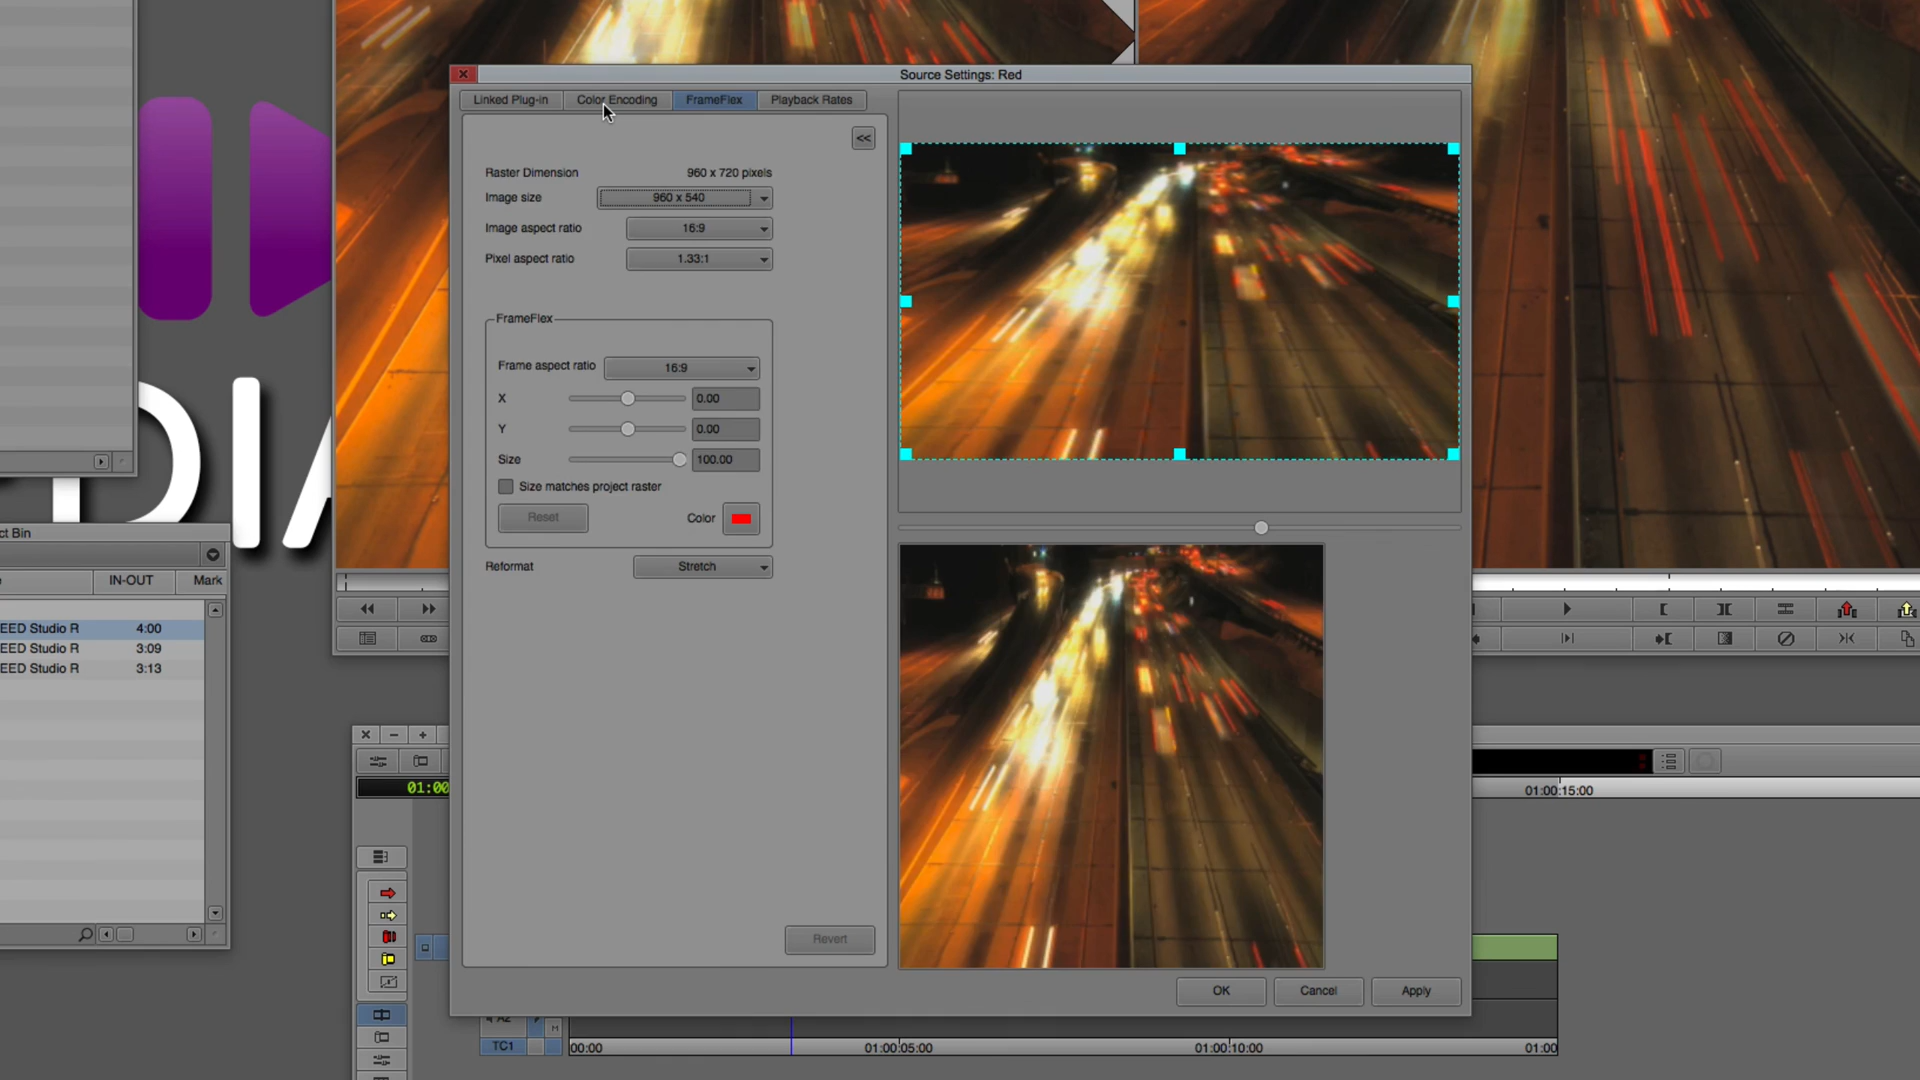 Source Settings: Red
Linked Plug-in
Color Encoding
FrameFlex
Playback Rates
<<
Raster Dimension 960 x 720 pixels
Image size 960 x 540
Image aspect ratio 16:9
Pixel aspect ratio 1.33:1
FrameFlex
Frame aspect ratio 16:9
X 0.00
Y 0.00
Size 100.00
Size matches project raster
Reset Color
Reformat Stretch
Revert
OK Cancel Apply
DIA
ct Bin
IN-OUT Mark
EED Studio R 4:00
EED Studio R 3:09
EED Studio R 3:13
01:00
01:00:15:00
A2
TC1
00:00 01:00:05:00 01:00:10:00 01:00